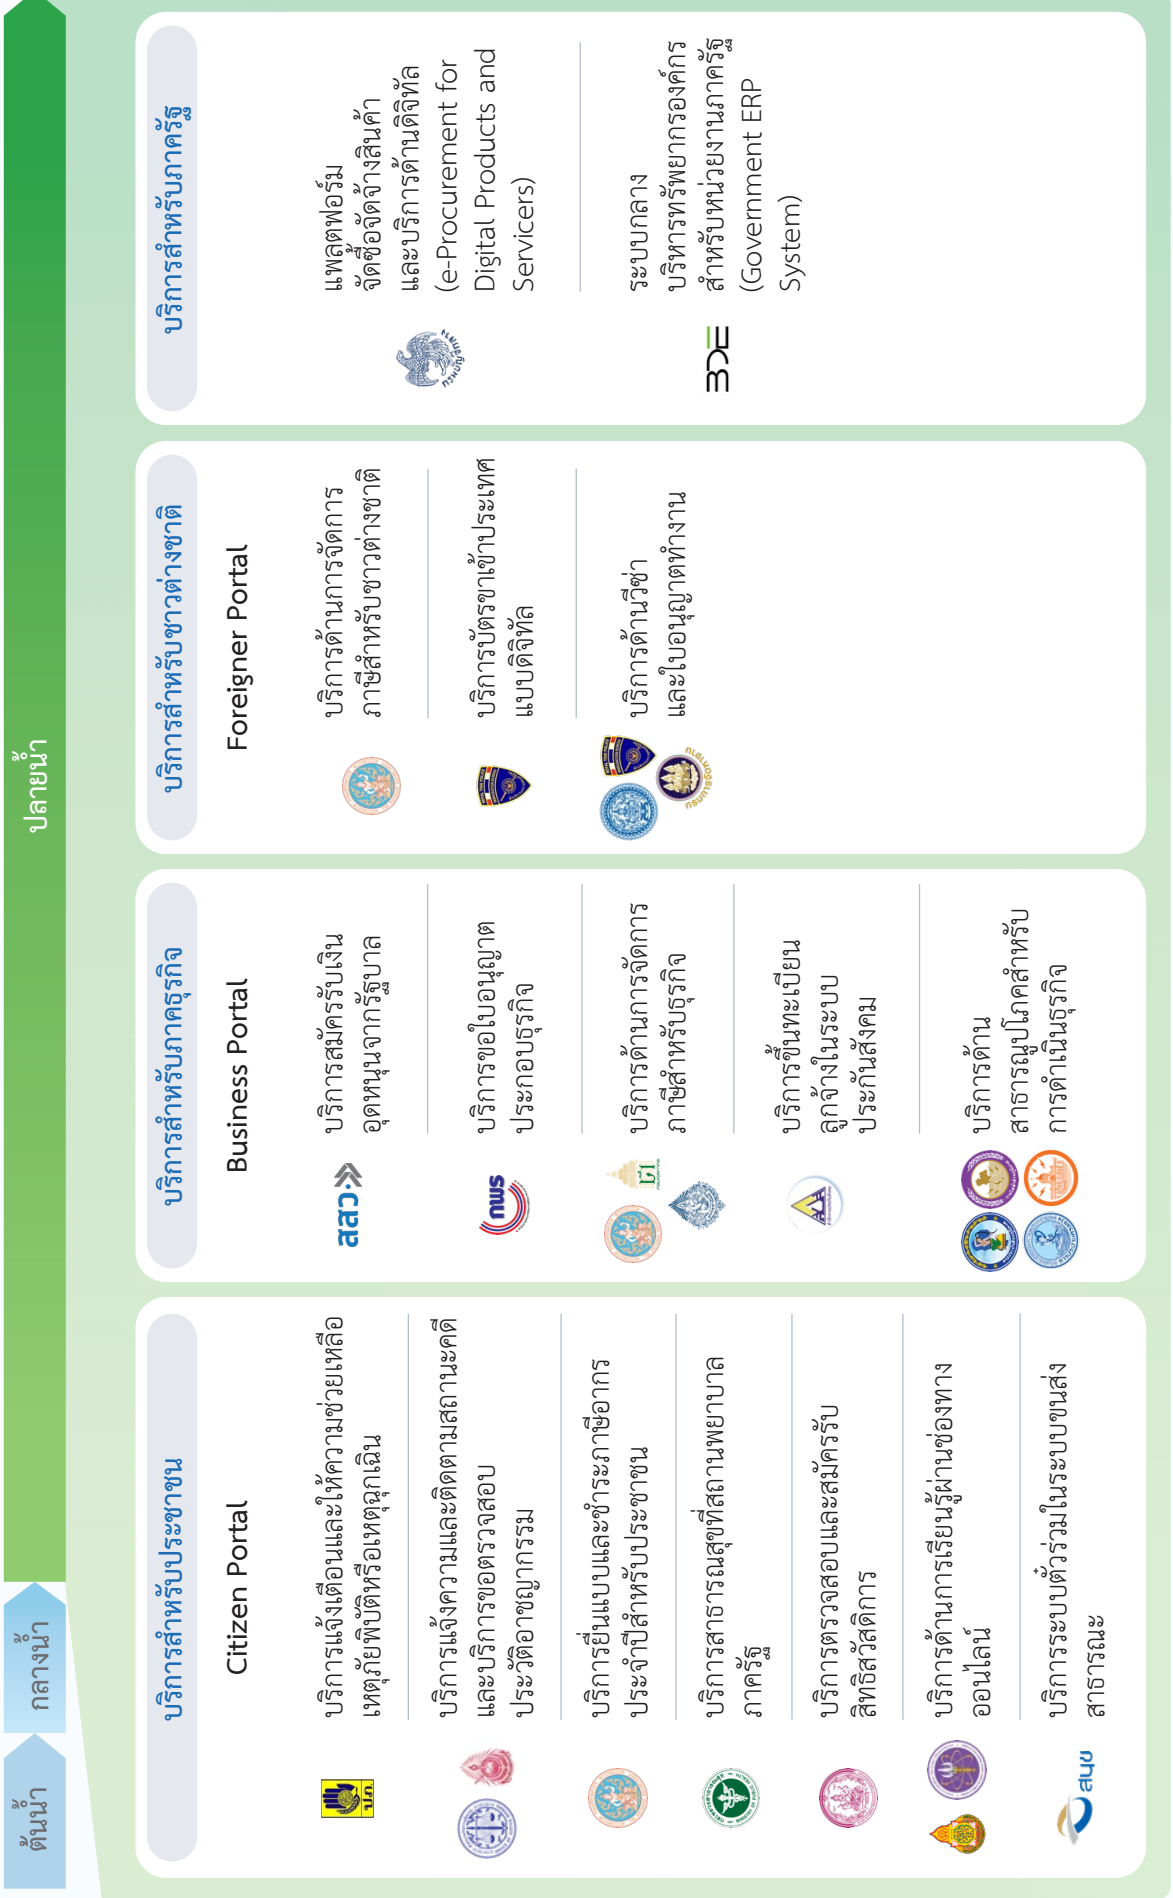 ต้นน้ำ
กลางน้ำ
ปลายน้ำ
บริการสำหรับประชาชน
Citizen Portal
ปภ.
บริการแจ้งเตือนและให้ความช่วยเหลือ
เหตุภัยพิบัติหรือเหตุฉุกเฉิน
บริการแจ้งความและติดตามสถานะคดี
และบริการขอตรวจสอบ
ประวัติอาชญากรรม
บริการยื่นแบบและชำระภาษีอากร
ประจำปีสำหรับประชาชน
บริการสาธารณสุขที่สถานพยาบาล
ภาครัฐ
บริการตรวจสอบและสมัครรับ
สิทธิสวัสดิการ
บริการด้านการเรียนรู้ผ่านช่องทาง
ออนไลน์
สนข
บริการระบบตั๋วร่วมในระบบขนส่ง
สาธารณะ
บริการสำหรับภาคธุรกิจ
Business Portal
สสว
บริการสมัครรับเงิน
อุดหนุนจากรัฐบาล
กพร
บริการขอใบอนุญาต
ประกอบธุรกิจ
บริการด้านการจัดการ
ภาษีสำหรับธุรกิจ
บริการขึ้นทะเบียน
ลูกจ้างในระบบ
ประกันสังคม
บริการด้าน
สาธารณูปโภคสำหรับ
การดำเนินธุรกิจ
บริการสำหรับชาวต่างชาติ
Foreigner Portal
บริการด้านการจัดการ
ภาษีสำหรับชาวต่างชาติ
บริการบัตรขาเข้าประเทศ
แบบดิจิทัล
กรมการจัดหางาน
บริการด้านวีซ่า
และใบอนุญาตทำงาน
บริการสำหรับภาครัฐ
กรมบัญชีกลาง
แพลตฟอร์ม
จัดซื้อจัดจ้างสินค้า
และบริการด้านดิจิทัล
(e-Procurement for
Digital Products and
Servicers)
BDE
ระบบกลาง
บริหารทรัพยากรองค์กร
สำหรับหน่วยงานภาครัฐ
(Government ERP
System)